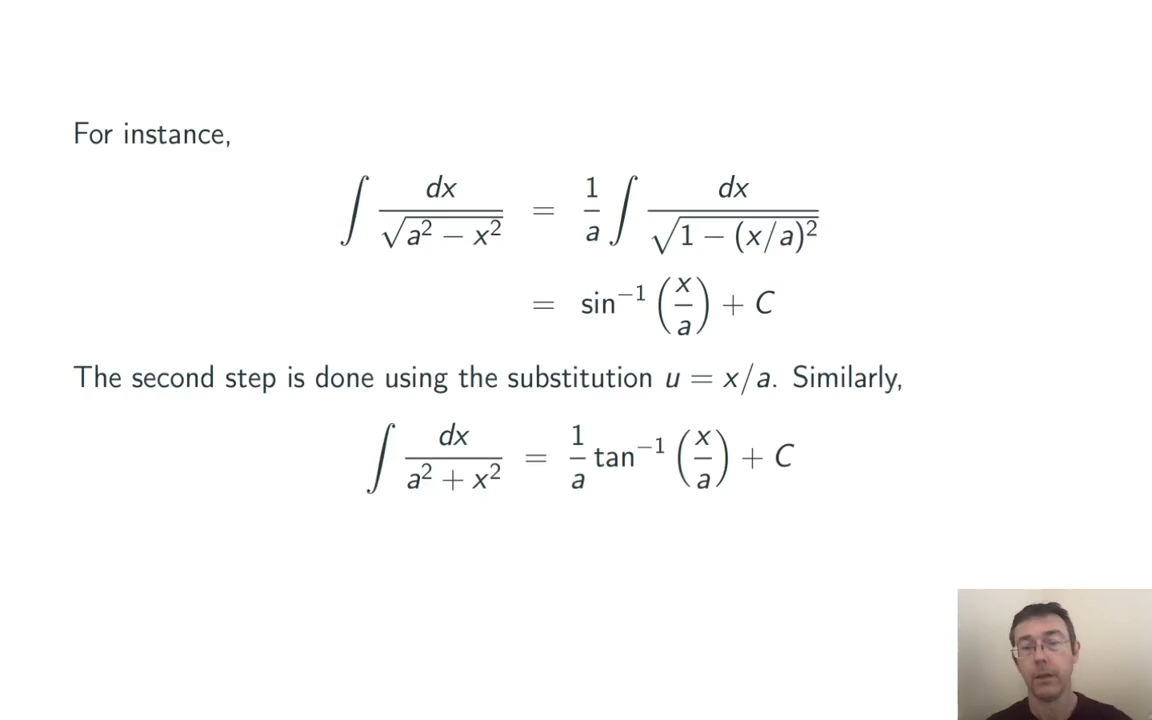 For instance,
∫ dx / √(a² − x²) = 1/a ∫ dx / √(1 − (x/a)²)
= sin⁻¹ (x/a) + C
The second step is done using the substitution u = x/a. Similarly,
∫ dx / (a² + x²) = 1/a tan⁻¹ (x/a) + C